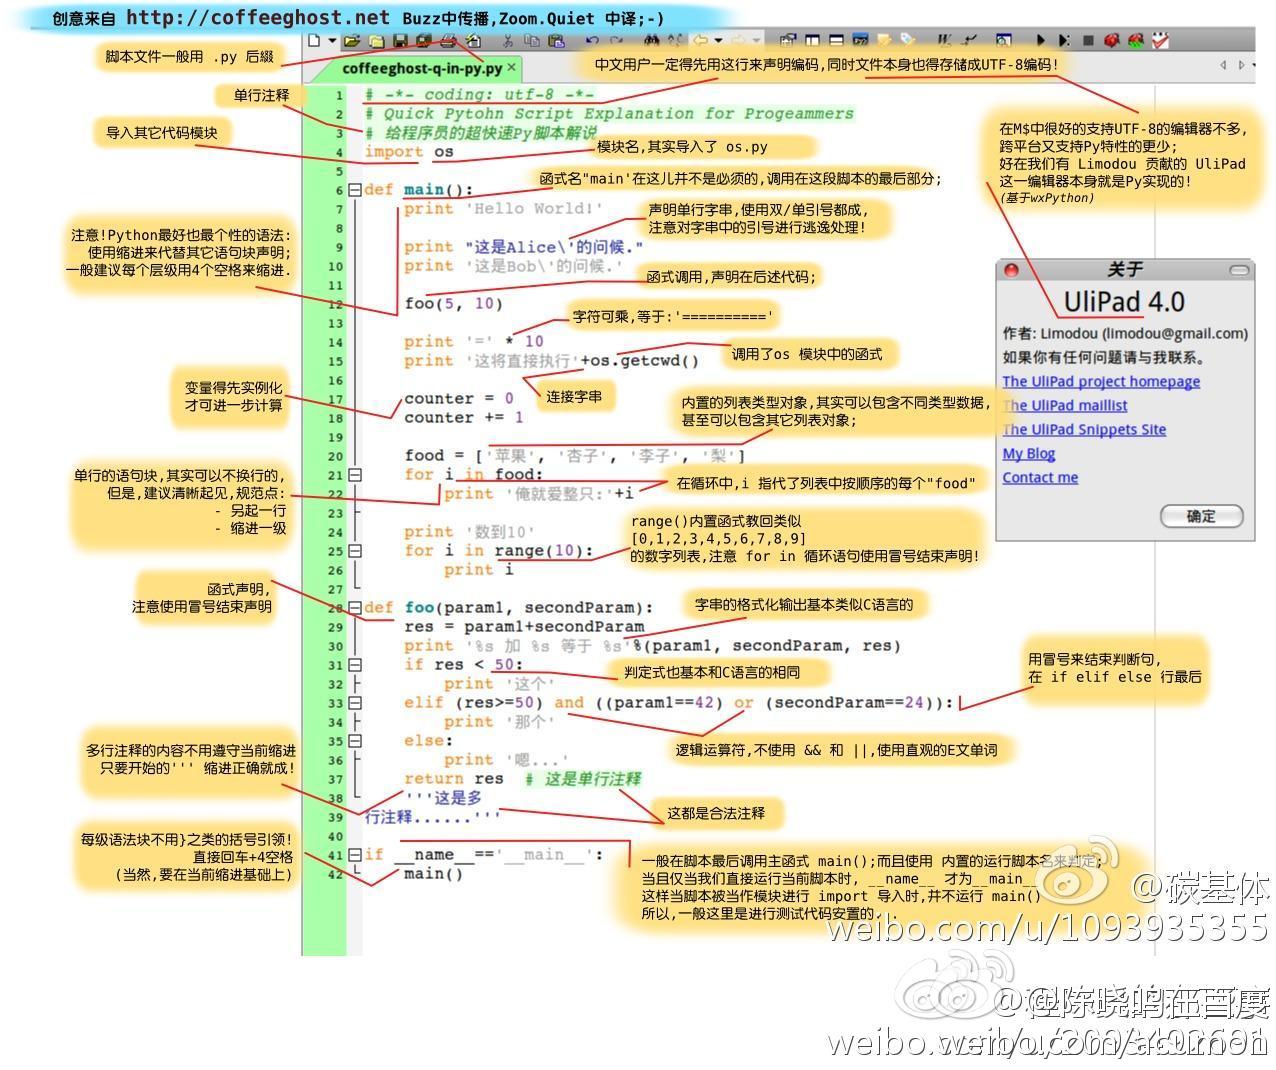 创意来自 http://coffeeghost.net Buzz中传播,Zoom.Quiet 中译;-)
脚本文件一般用 .py 后缀
coffeeghost-q-in-py.py ×
中文用户一定得先用这行来声明编码,同时文件本身也得存储成UTF-8编码!
单行注释
1 # -*- coding: utf-8 -*-
2 # Quick Pytohn Script Explanation for Progeammers
3 # 给程序员的超快速Py脚本解说
导入其它代码模块
4 import os
模块名,其实导入了 os.py
在M$中很好的支持UTF-8的编辑器不多,
跨平台又支持Py特性的更少;
好在我们有 Limodou 贡献的 UliPad
这一编辑器本身就是Py实现的!
(基于wxPython)
5
函式名"main'在这儿并不是必须的,调用在这段脚本的最后部分;
6 def main():
7 print 'Hello World!'
声明单行字串,使用双/单引号都成,
注意对字串中的引号进行逃逸处理!
8
注意!Python最好也最个性的语法:
使用缩进来代替其它语句块声明;
一般建议每个层级用4个空格来缩进.
9 print "这是Alice\'的问候."
10 print '这是Bob\'的问候.'
函式调用,声明在后述代码;
11
12 foo(5, 10)
字符可乘,等于:'=========='
13
14 print '=' * 10
15 print '这将直接执行'+os.getcwd()
调用了os 模块中的函式
16
变量得先实例化
才可进一步计算
连接字串
17 counter = 0
18 counter += 1
内置的列表类型对象,其实可以包含不同类型数据,
甚至可以包含其它列表对象;
19
20 food = ['苹果', '杏子', '李子', '梨']
21 for i in food:
22 print '俺就爱整只:'+i
在循环中,i 指代了列表中按顺序的每个"food"
单行的语句块,其实可以不换行的,
但是,建议清晰起见,规范点:
- 另起一行
- 缩进一级
23
24 print '数到10'
25 for i in range(10):
26 print i
range()内置函式教回类似
[0,1,2,3,4,5,6,7,8,9]
的数字列表,注意 for in 循环语句使用冒号结束声明!
27
函式声明,
注意使用冒号结束声明
28 def foo(param1, secondParam):
字串的格式化输出基本类似C语言的
29 res = param1+secondParam
30 print '%s 加 %s 等于 %s'%(param1, secondParam, res)
31 if res < 50:
判定式也基本和C语言的相同
32 print '这个'
33 elif (res>=50) and ((param1==42) or (secondParam==24)):
用冒号来结束判断句,
在 if elif else 行最后
34 print '那个'
35 else:
逻辑运算符,不使用 && 和 ||,使用直观的E文单词
36 print '嗯...'
37 return res # 这是单行注释
多行注释的内容不用遵守当前缩进
只要开始的''' 缩进正确就成!
38 '''这是多
39 行注释......'''
这都是合法注释
40
每级语法块不用}之类的括号引领!
直接回车+4空格
(当然,要在当前缩进基础上)
41 if __name__=='__main__':
42 main()
一般在脚本最后调用主函式 main();而且使用 内置的运行脚本名来判定;
当且仅当我们直接运行当前脚本时, __name__ 才为__main__
这样当脚本被当作模块进行 import 导入时,并不运行 main()
所以,一般这里是进行测试代码安置的...
关于
UliPad 4.0
作者: Limodou (limodou@gmail.com)
如果你有任何问题请与我联系。
The UliPad project homepage
The UliPad maillist
The UliPad Snippets Site
My Blog
Contact me
确定
@碳基体
weibo.com/u/1093935355